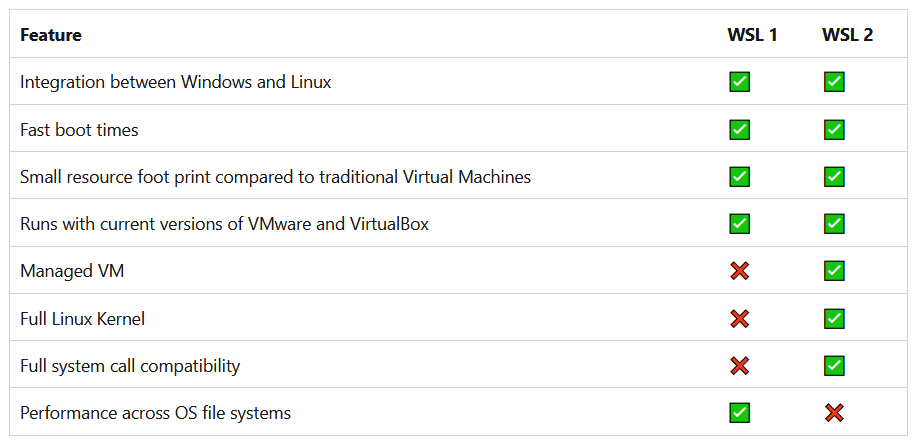 Feature WSL 1 WSL 2
Integration between Windows and Linux ✅ ✅
Fast boot times ✅ ✅
Small resource foot print compared to traditional Virtual Machines ✅ ✅
Runs with current versions of VMware and VirtualBox ✅ ✅
Managed VM ❌ ✅
Full Linux Kernel ❌ ✅
Full system call compatibility ❌ ✅
Performance across OS file systems ✅ ❌